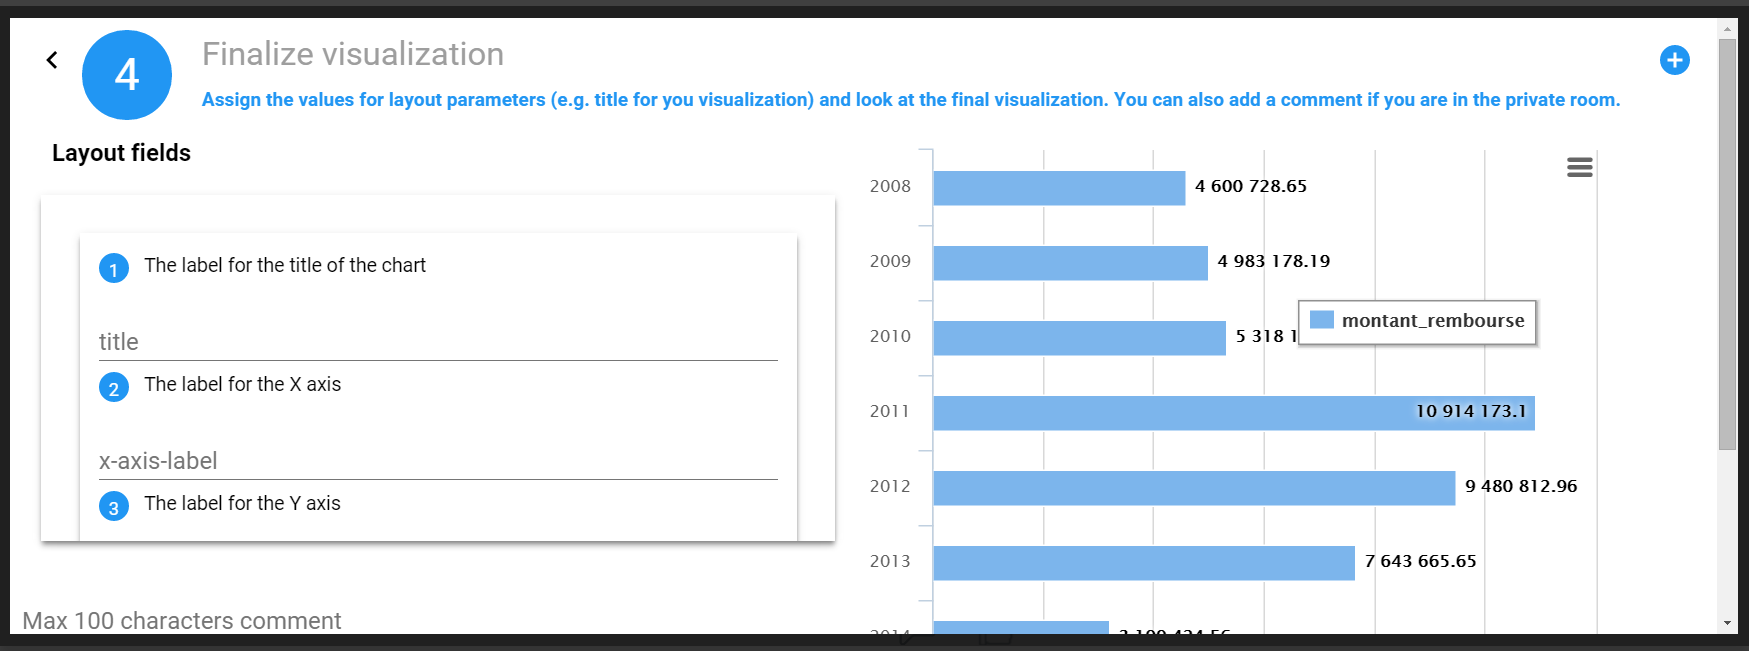 4
Finalize visualization
Assign the values for layout parameters (e.g. title for you visualization) and look at the final visualization. You can also add a comment if you are in the private room.
Layout fields
1 The label for the title of the chart
title
2 The label for the X axis
x-axis-label
3 The label for the Y axis
Max 100 characters comment
2008 4 600 728.65
2009 4 983 178.19
montant_rembourse
2010 5 318 1
2011 10 914 173.1
2012 9 480 812.96
2013 7 643 665.65
2014